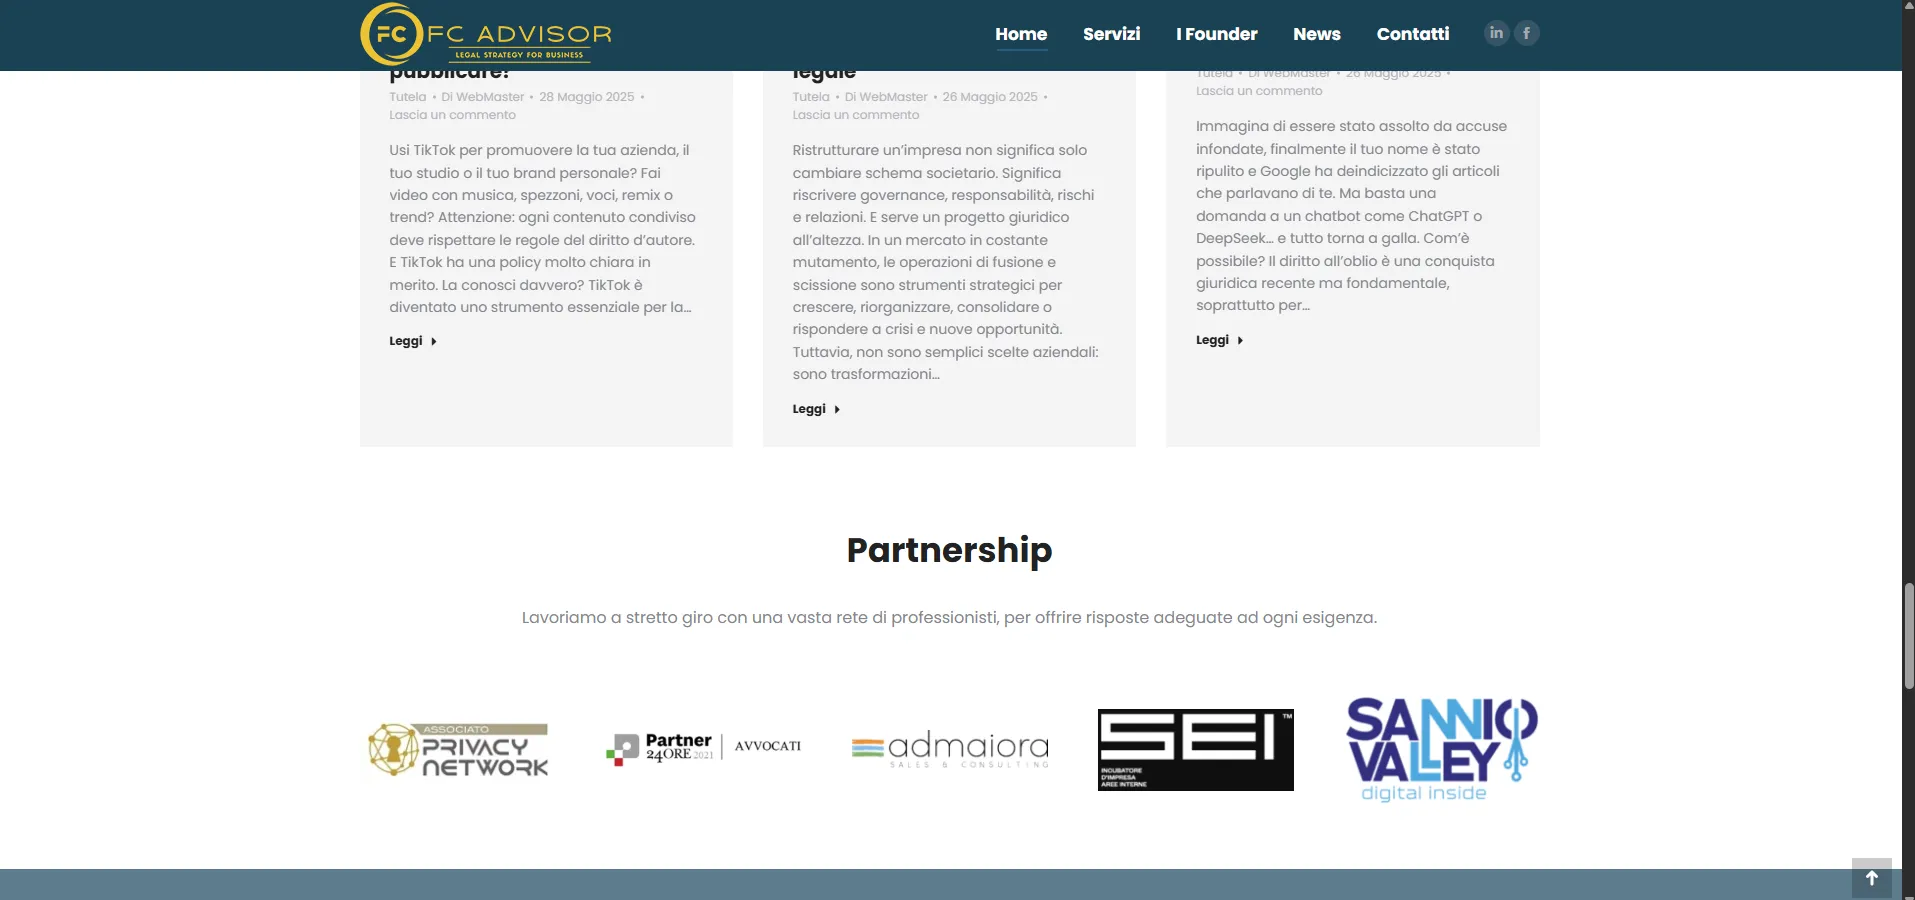 FC
FC ADVISOR
LEGAL STRATEGY FOR BUSINESS
Home
Servizi
I Founder
News
Contatti
in
f
pubblicare?
Tutela • Di WebMaster • 28 Maggio 2025 •
Lascia un commento
Usi TikTok per promuovere la tua azienda, il
tuo studio o il tuo brand personale? Fai
video con musica, spezzoni, voci, remix o
trend? Attenzione: ogni contenuto condiviso
deve rispettare le regole del diritto d’autore.
E TikTok ha una policy molto chiara in
merito. La conosci davvero? TikTok è
diventato uno strumento essenziale per la…
Leggi
legale
Tutela • Di WebMaster • 26 Maggio 2025 •
Lascia un commento
Ristrutturare un’impresa non significa solo
cambiare schema societario. Significa
riscrivere governance, responsabilità, rischi
e relazioni. E serve un progetto giuridico
all’altezza. In un mercato in costante
mutamento, le operazioni di fusione e
scissione sono strumenti strategici per
crescere, riorganizzare, consolidare o
rispondere a crisi e nuove opportunità.
Tuttavia, non sono semplici scelte aziendali:
sono trasformazioni…
Leggi
Tutela • Di WebMaster • 26 Maggio 2025 •
Lascia un commento
Immagina di essere stato assolto da accuse
infondate, finalmente il tuo nome è stato
ripulito e Google ha deindicizzato gli articoli
che parlavano di te. Ma basta una
domanda a un chatbot come ChatGPT o
DeepSeek… e tutto torna a galla. Com’è
possibile? Il diritto all’oblio è una conquista
giuridica recente ma fondamentale,
soprattutto per…
Leggi
Partnership
Lavoriamo a stretto giro con una vasta rete di professionisti, per offrire risposte adeguate ad ogni esigenza.
ASSOCIATO
PRIVACY
NETWORK
Partner
24ORE 2021
AVVOCATI
admaiora
SALES & CONSULTING
SEI™
INCUBATORE
D'IMPRESA
AREE INTERNE
SANNIO
VALLEY
digital inside